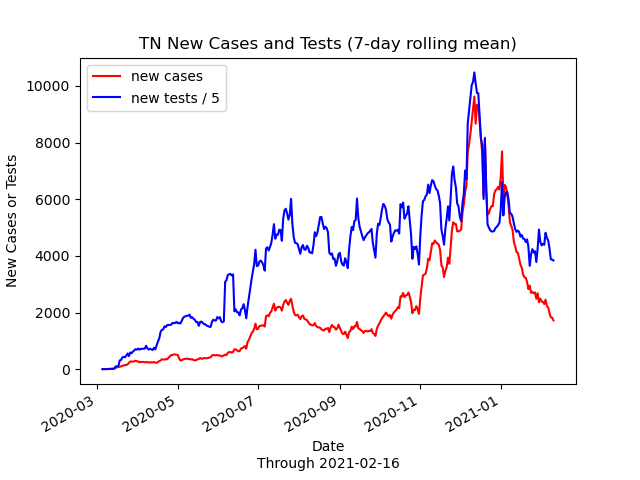 TN New Cases and Tests (7-day rolling mean)
new cases
new tests / 5
New Cases or Tests
10000
8000
6000
4000
2000
0
2020-03
2020-05
2020-07
2020-09
2020-11
2021-01
Date
Through 2021-02-16